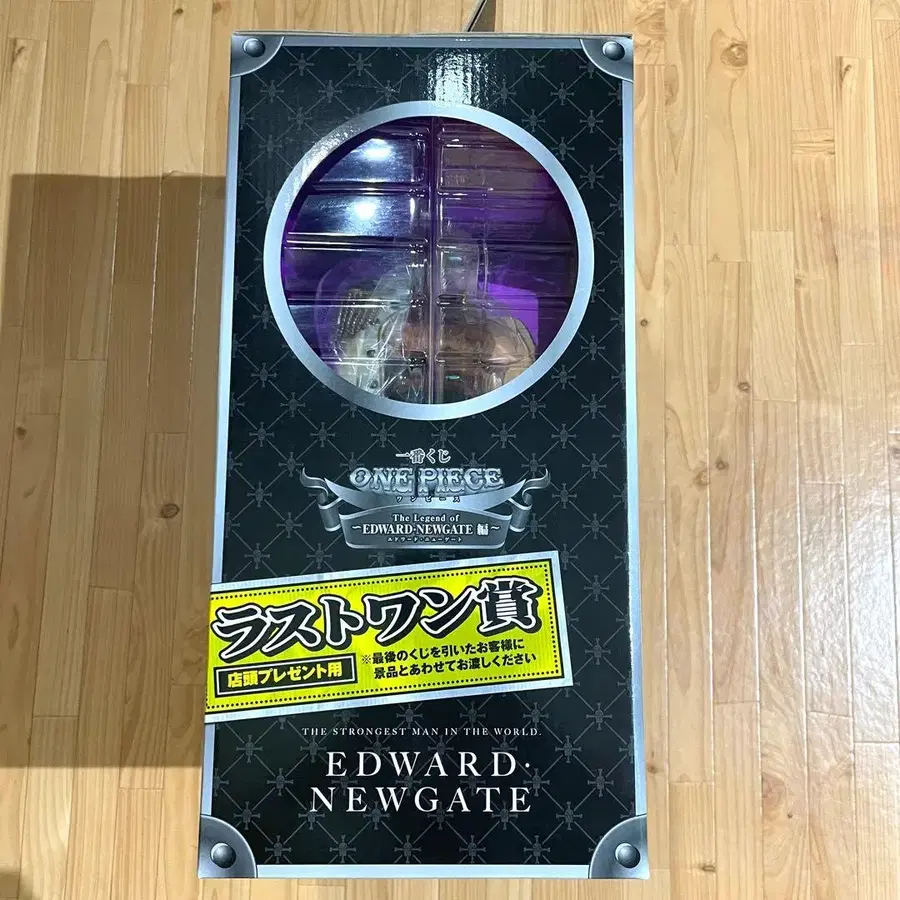 一番くじ
ONE PIECE
ワンピース
The Legend of
~EDWARD·NEWGATE 編~
エドワード・ニューゲート
ラストワン賞
店頭プレゼント用
※最後のくじを引いたお客様に
景品とあわせてお渡しください
THE STRONGEST MAN IN THE WORLD.
EDWARD·
NEWGATE